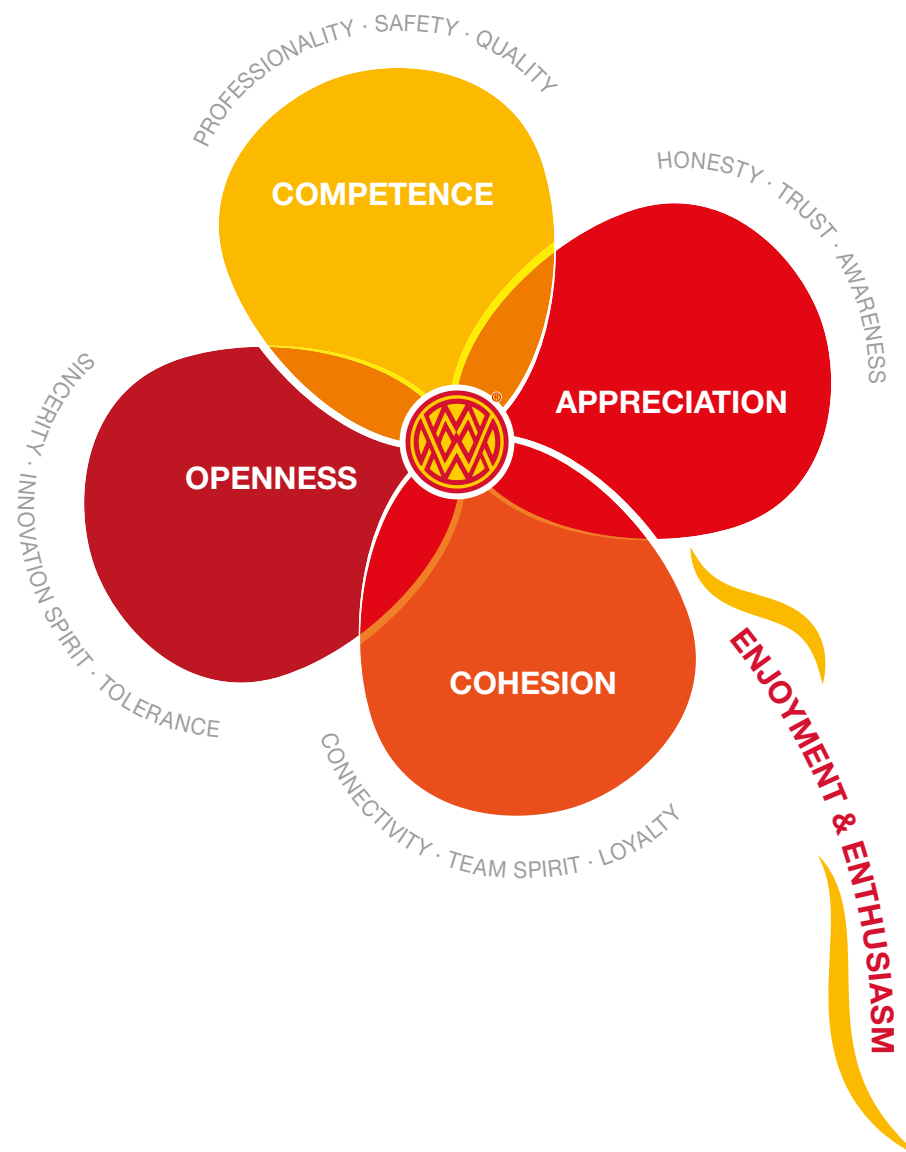 PROFESSIONALITY · SAFETY · QUALITY
COMPETENCE
HONESTY · TRUST · AWARENESS
APPRECIATION
®
SINCERITY · INNOVATION SPIRIT · TOLERANCE
OPENNESS
COHESION
CONNECTIVITY · TEAM SPIRIT · LOYALTY
ENJOYMENT & ENTHUSIASM